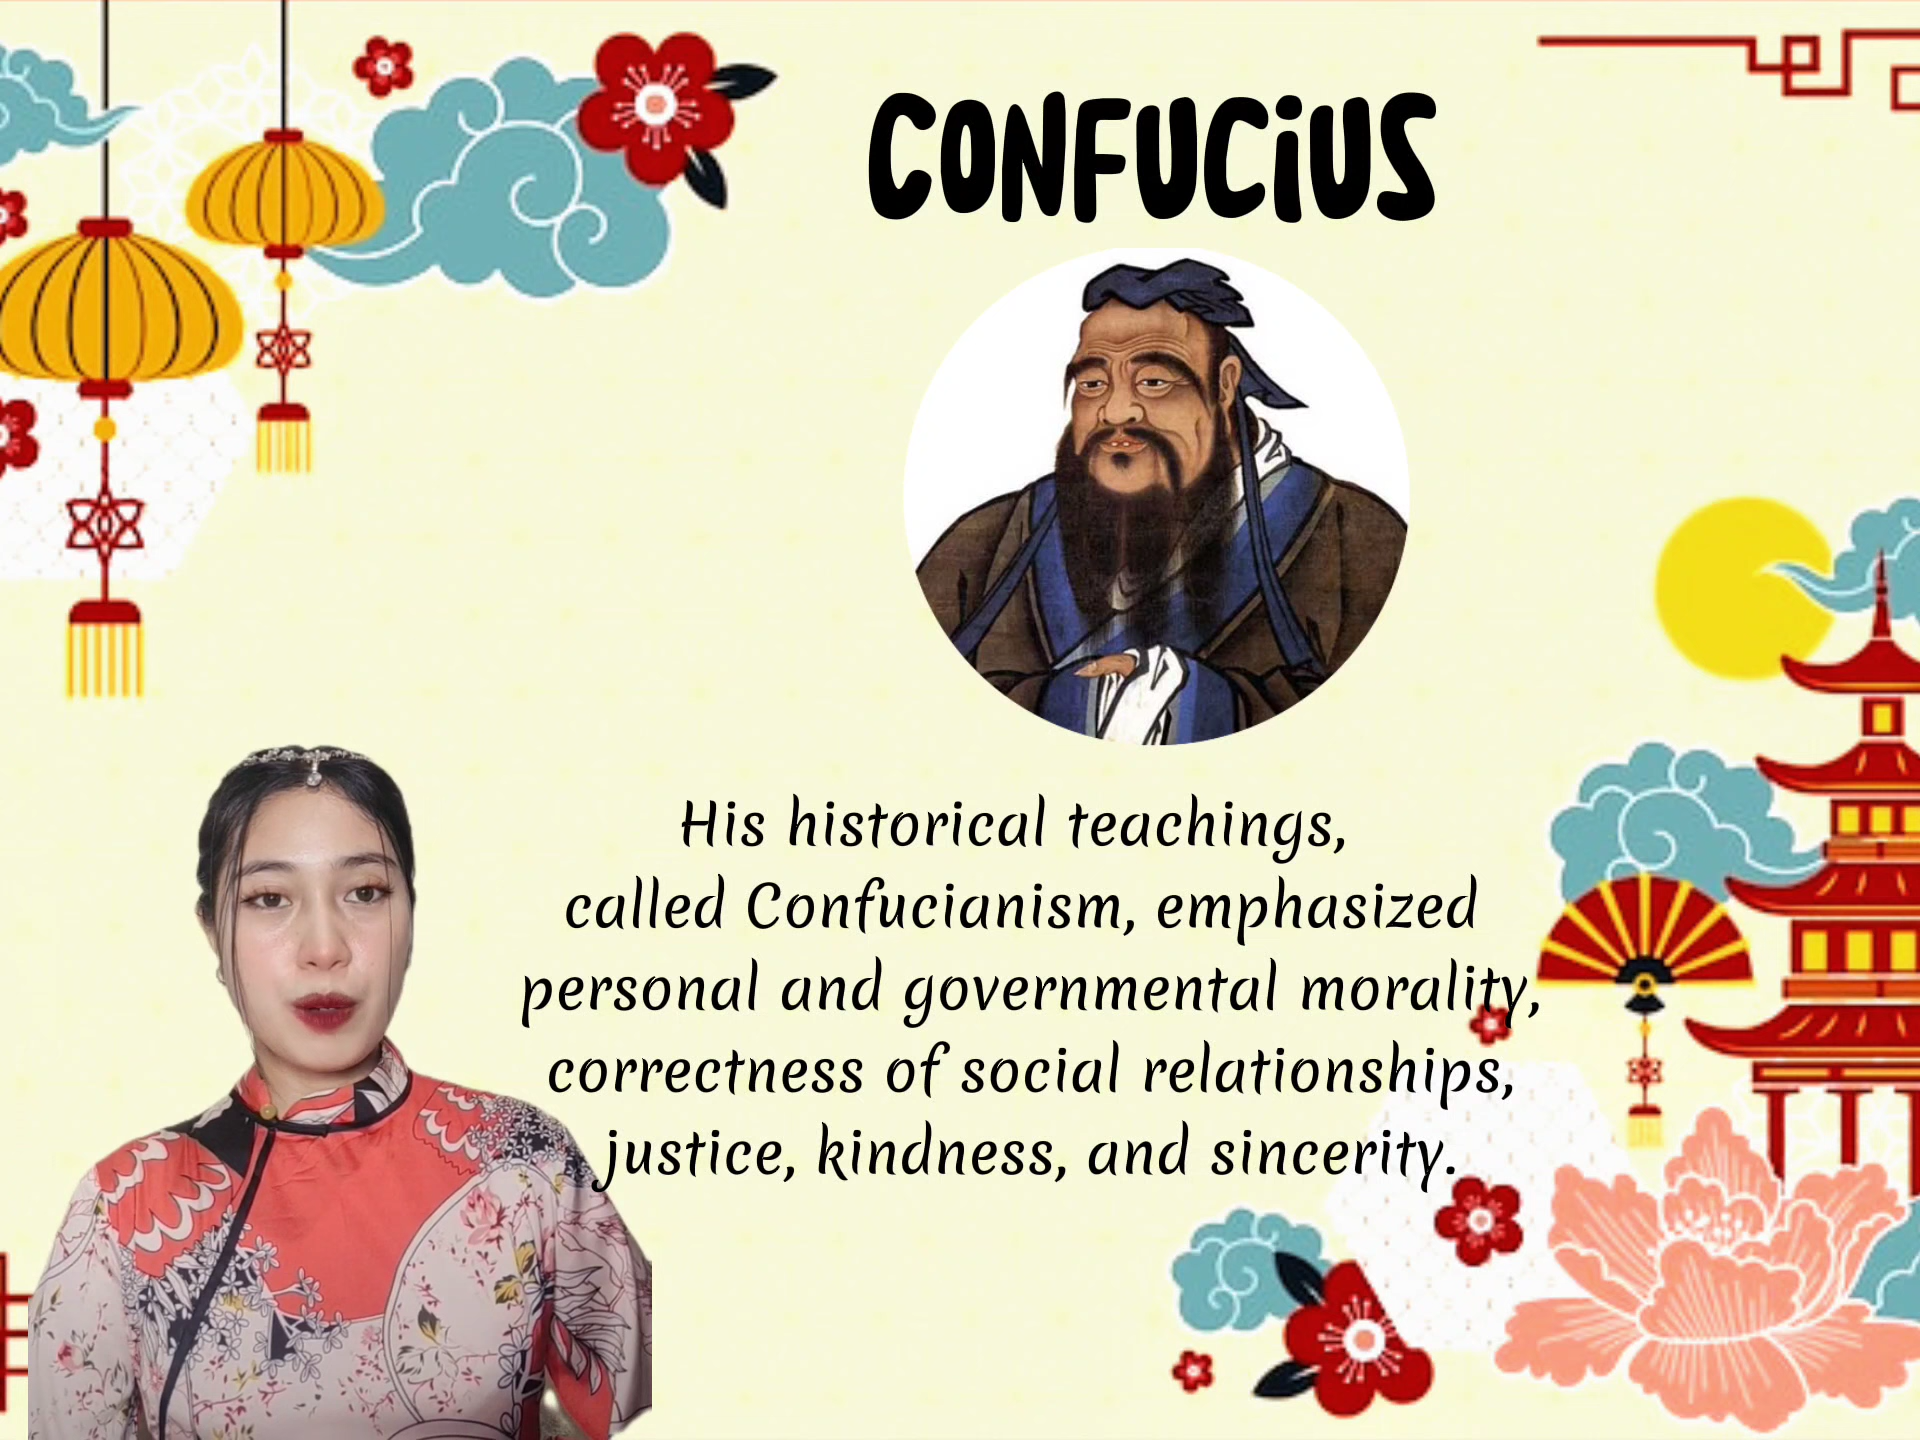 CONFUCiUS
His historical teachings,
called Confucianism, emphasized
personal and governmental morality,
correctness of social relationships,
justice, kindness, and sincerity.